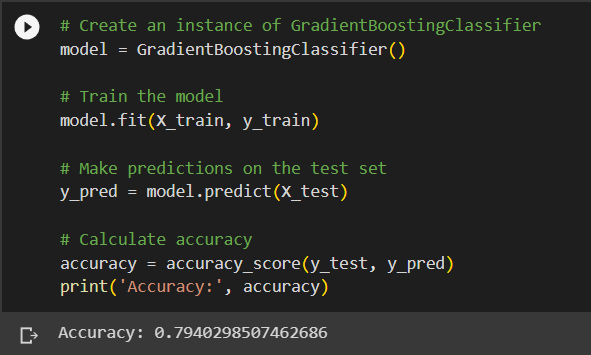 # Create an instance of GradientBoostingClassifier
model = GradientBoostingClassifier()
# Train the model
model.fit(X_train, y_train)
# Make predictions on the test set
y_pred = model.predict(X_test)
# Calculate accuracy
accuracy = accuracy_score(y_test, y_pred)
print('Accuracy:', accuracy)
Accuracy: 0.7940298507462686